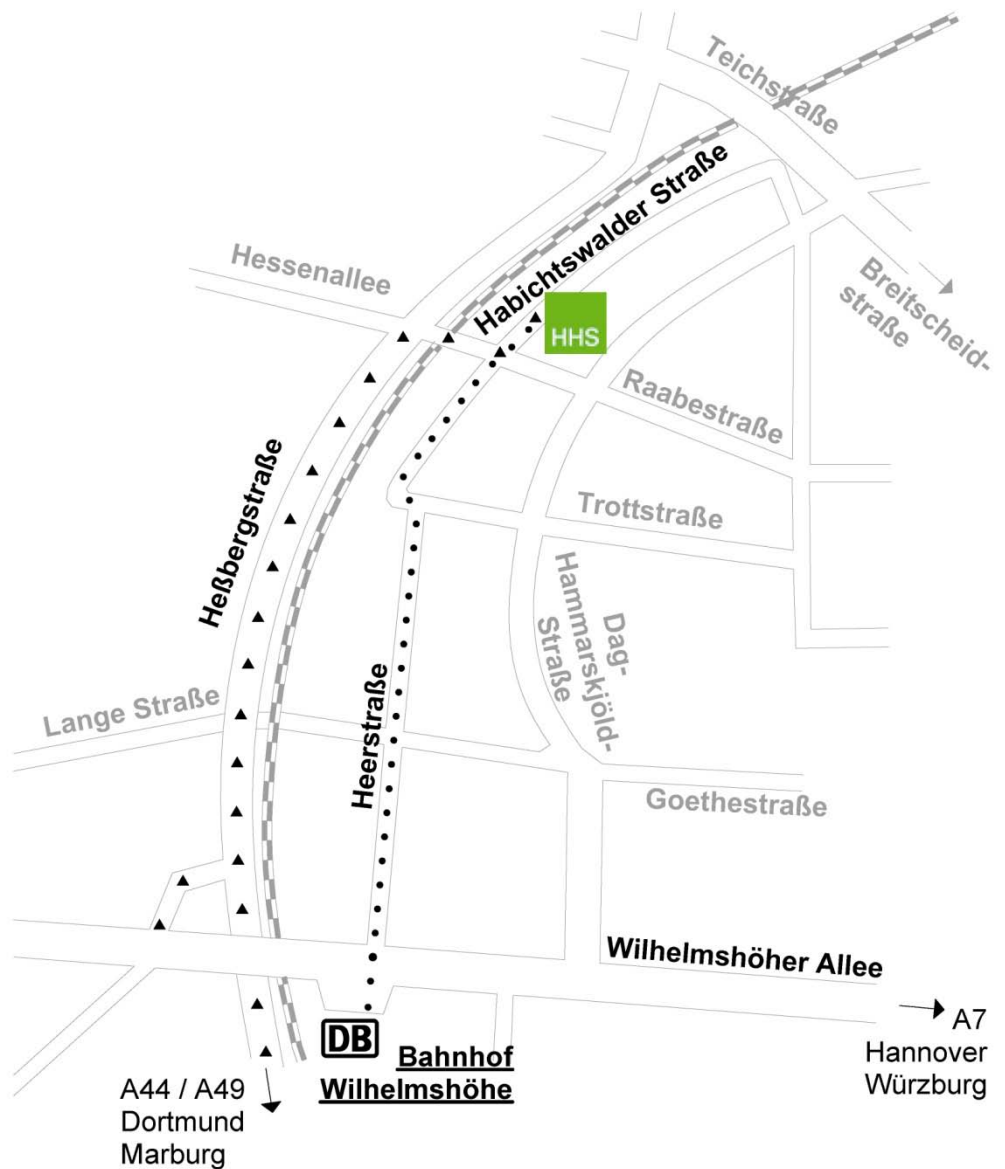 Teichstraße
Habichtswalder Straße
Hessenallee
Breitscheid-
straße
HHS
Raabestraße
Heßbergstraße
Trottstraße
Dag-
Hammarskjöld-
Straße
Lange Straße
Heerstraße
Goethestraße
Wilhelmshöher Allee
DB
Bahnhof
Wilhelmshöhe
A7
Hannover
Würzburg
A44 / A49
Dortmund
Marburg